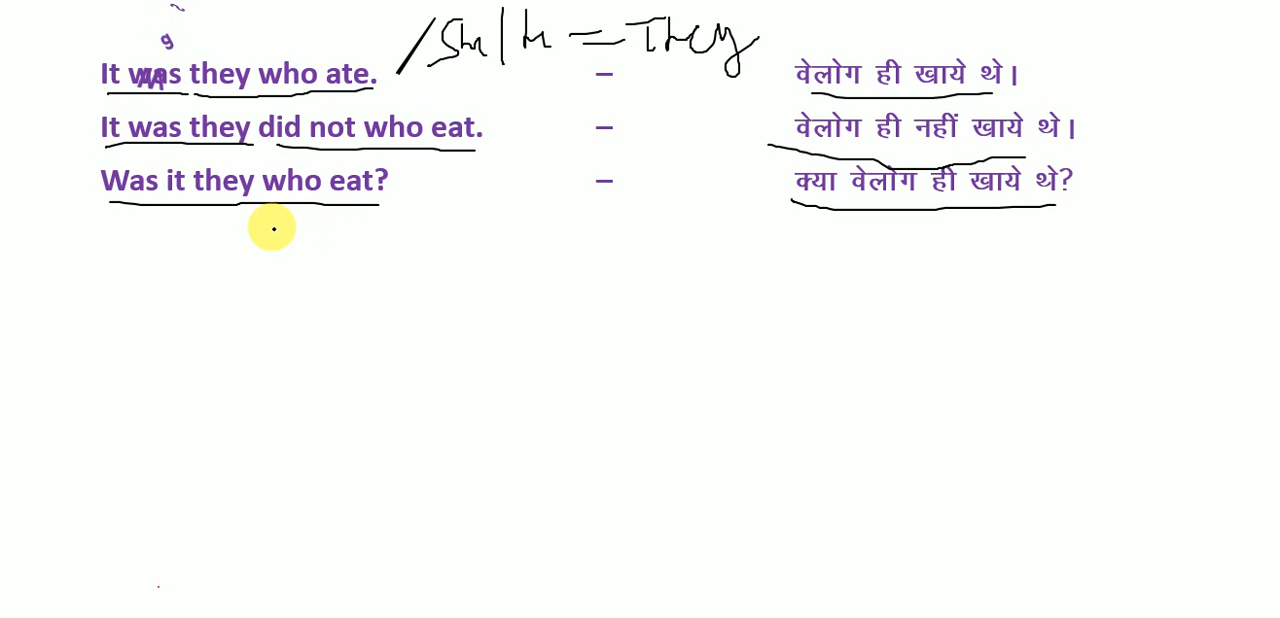 /She/he = They
It was they who ate. – वेलोग ही खाये थे।
It was they did not who eat. – वेलोग ही नहीं खाये थे।
Was it they who eat? – क्या वेलोग ही खाये थे?